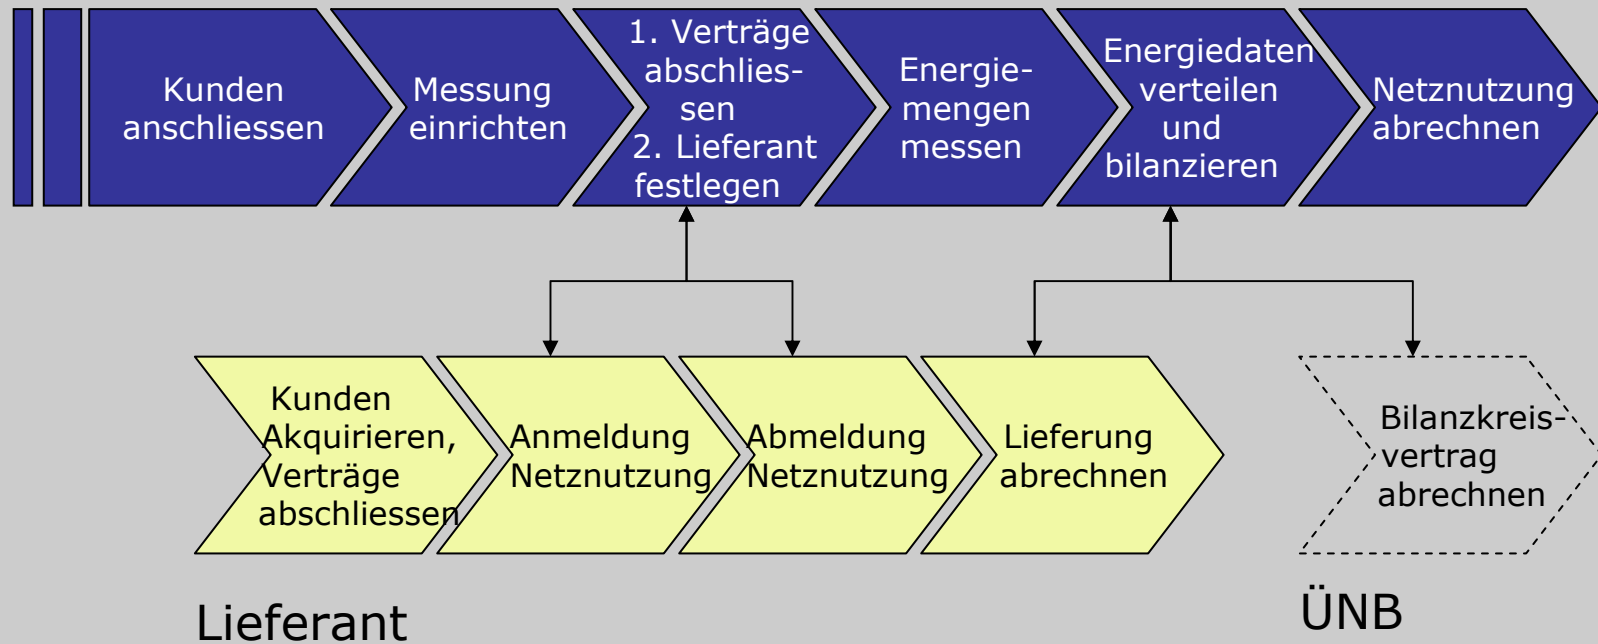 Kunden
anschliessen
Messung
einrichten
1. Verträge
abschlies-
sen
2. Lieferant
festlegen
Energie-
mengen
messen
Energiedaten
verteilen
und
bilanzieren
Netznutzung
abrechnen
Kunden
Akquirieren,
Verträge
abschliessen
Anmeldung
Netznutzung
Abmeldung
Netznutzung
Lieferung
abrechnen
Bilanzkreis-
vertrag
abrechnen
Lieferant
ÜNB